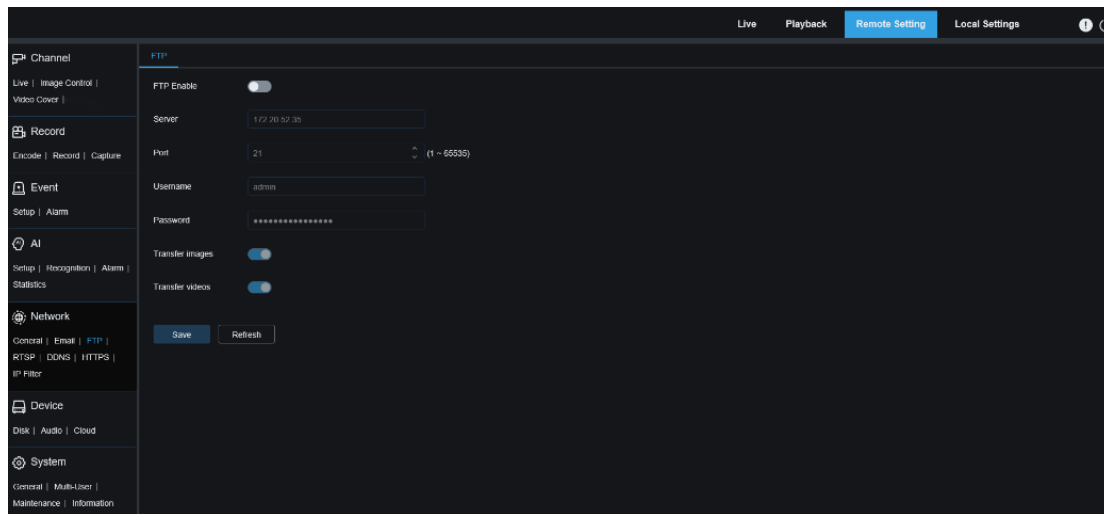 Live Playback Remote Setting Local Settings
Channel
Live | Image Control |
Video Cover |
Record
Encode | Record | Capture
Event
Setup | Alarm
AI
Setup | Recognition | Alarm |
Statistics
Network
General | Email | FTP |
RTSP | DDNS | HTTPS |
IP Filter
Device
Disk | Audio | Cloud
System
General | Multi-User |
Maintenance | Information
FTP
FTP Enable
Server 172.20.52.35
Port 21 (1 ~ 65535)
Username admin
Password ••••••••••••••••
Transfer images
Transfer videos
Save Refresh